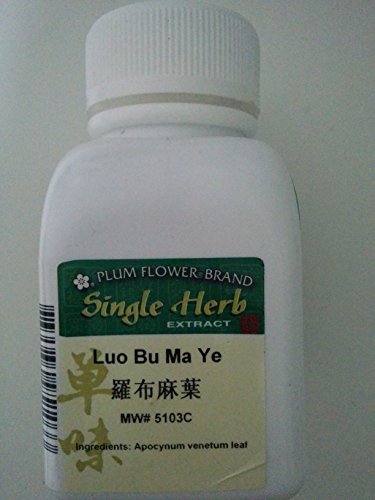 PLUM FLOWER® BRAND
Single Herb
EXTRACT
Luo Bu Ma Ye
羅布麻葉
MW# 5103C
Ingredients: Apocynum venetum leaf
单味